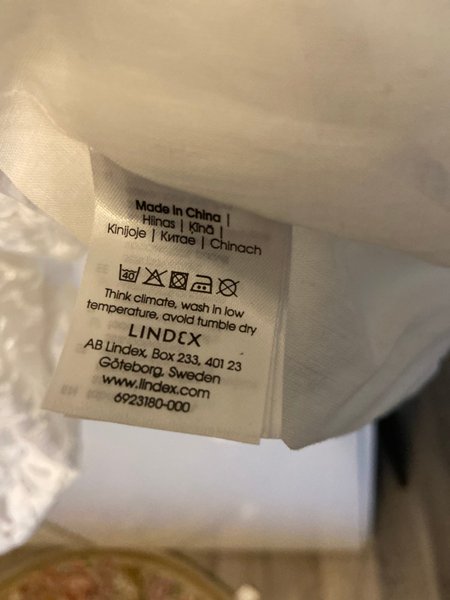 Made in China |
Hiinas | Ķīnā |
Kinijoje | Китае | Chinach
40
Think climate, wash in low
temperature, avoid tumble dry
LINDEX
AB Lindex, Box 233, 401 23
Göteborg, Sweden
www.lindex.com
6923180-000